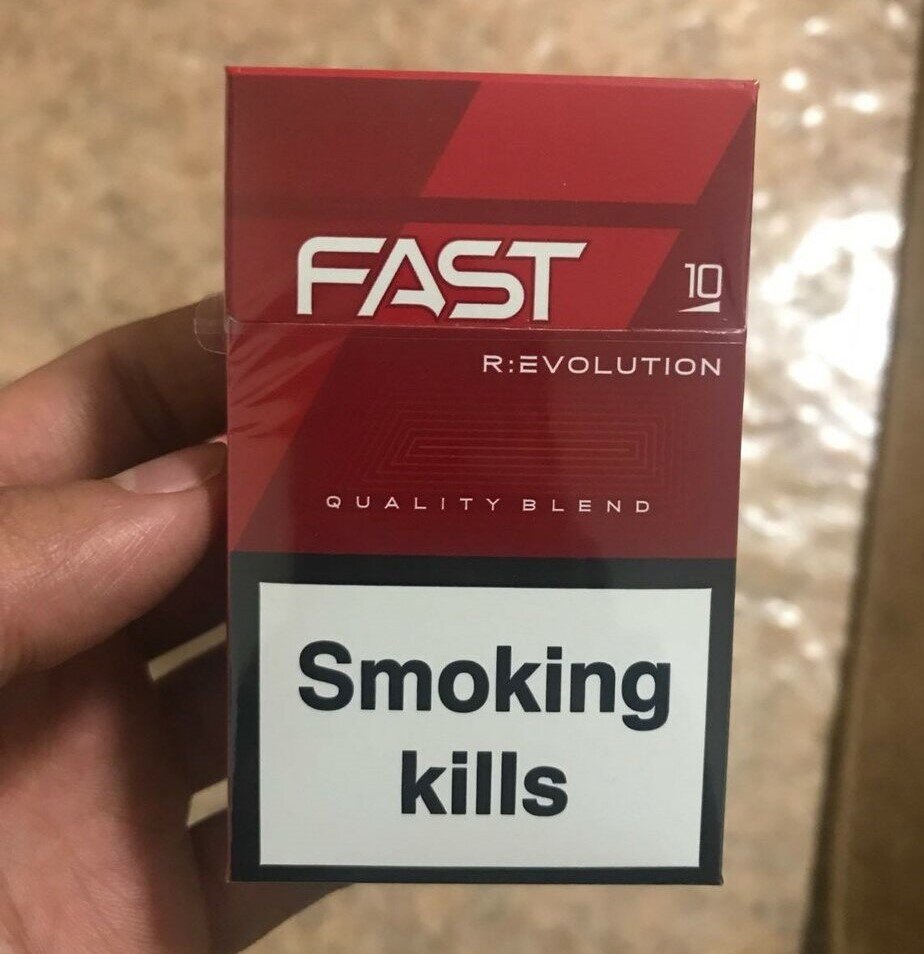 FAST
10
R:EVOLUTION
QUALITY BLEND
Smoking
kills